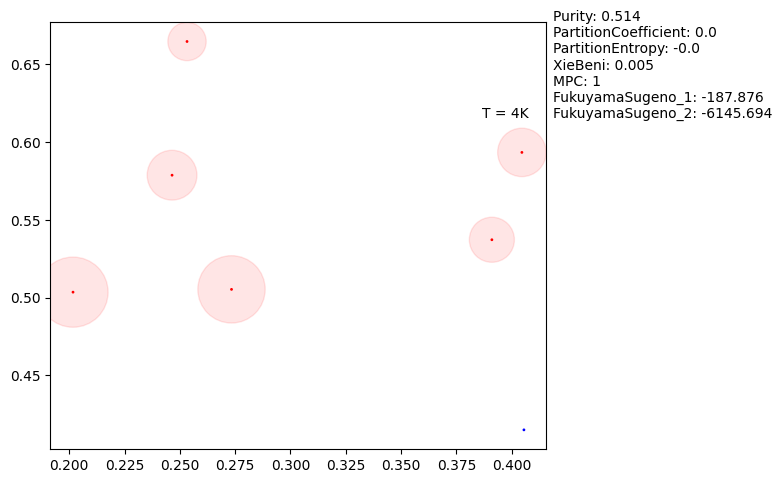 Purity: 0.514
PartitionCoefficient: 0.0
PartitionEntropy: -0.0
XieBeni: 0.005
MPC: 1
FukuyamaSugeno_1: -187.876
FukuyamaSugeno_2: -6145.694
T = 4K
0.65
0.60
0.55
0.50
0.45
0.200 0.225 0.250 0.275 0.300 0.325 0.350 0.375 0.400